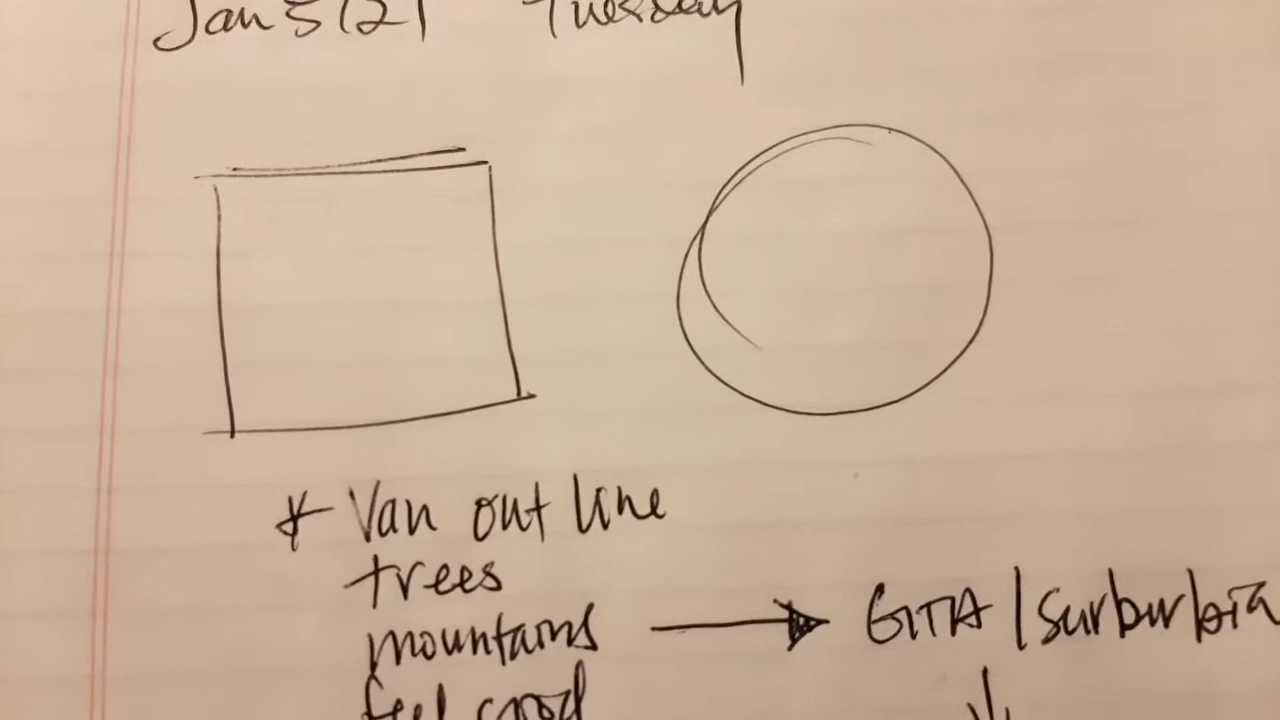 Jan 5/21 Tuesday
* Van out line
trees
mountains → GTA / surburbia
feel good